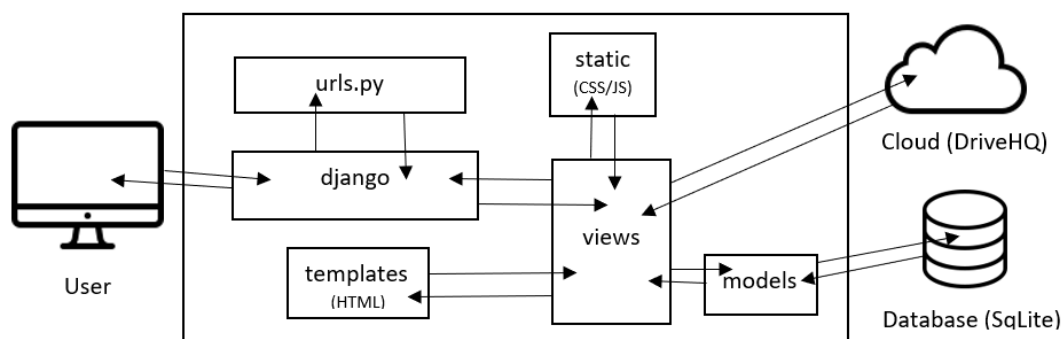 static
(CSS/JS)
urls.py
Cloud (DriveHQ)
django
views
templates
(HTML)
models
User
Database (SqLite)